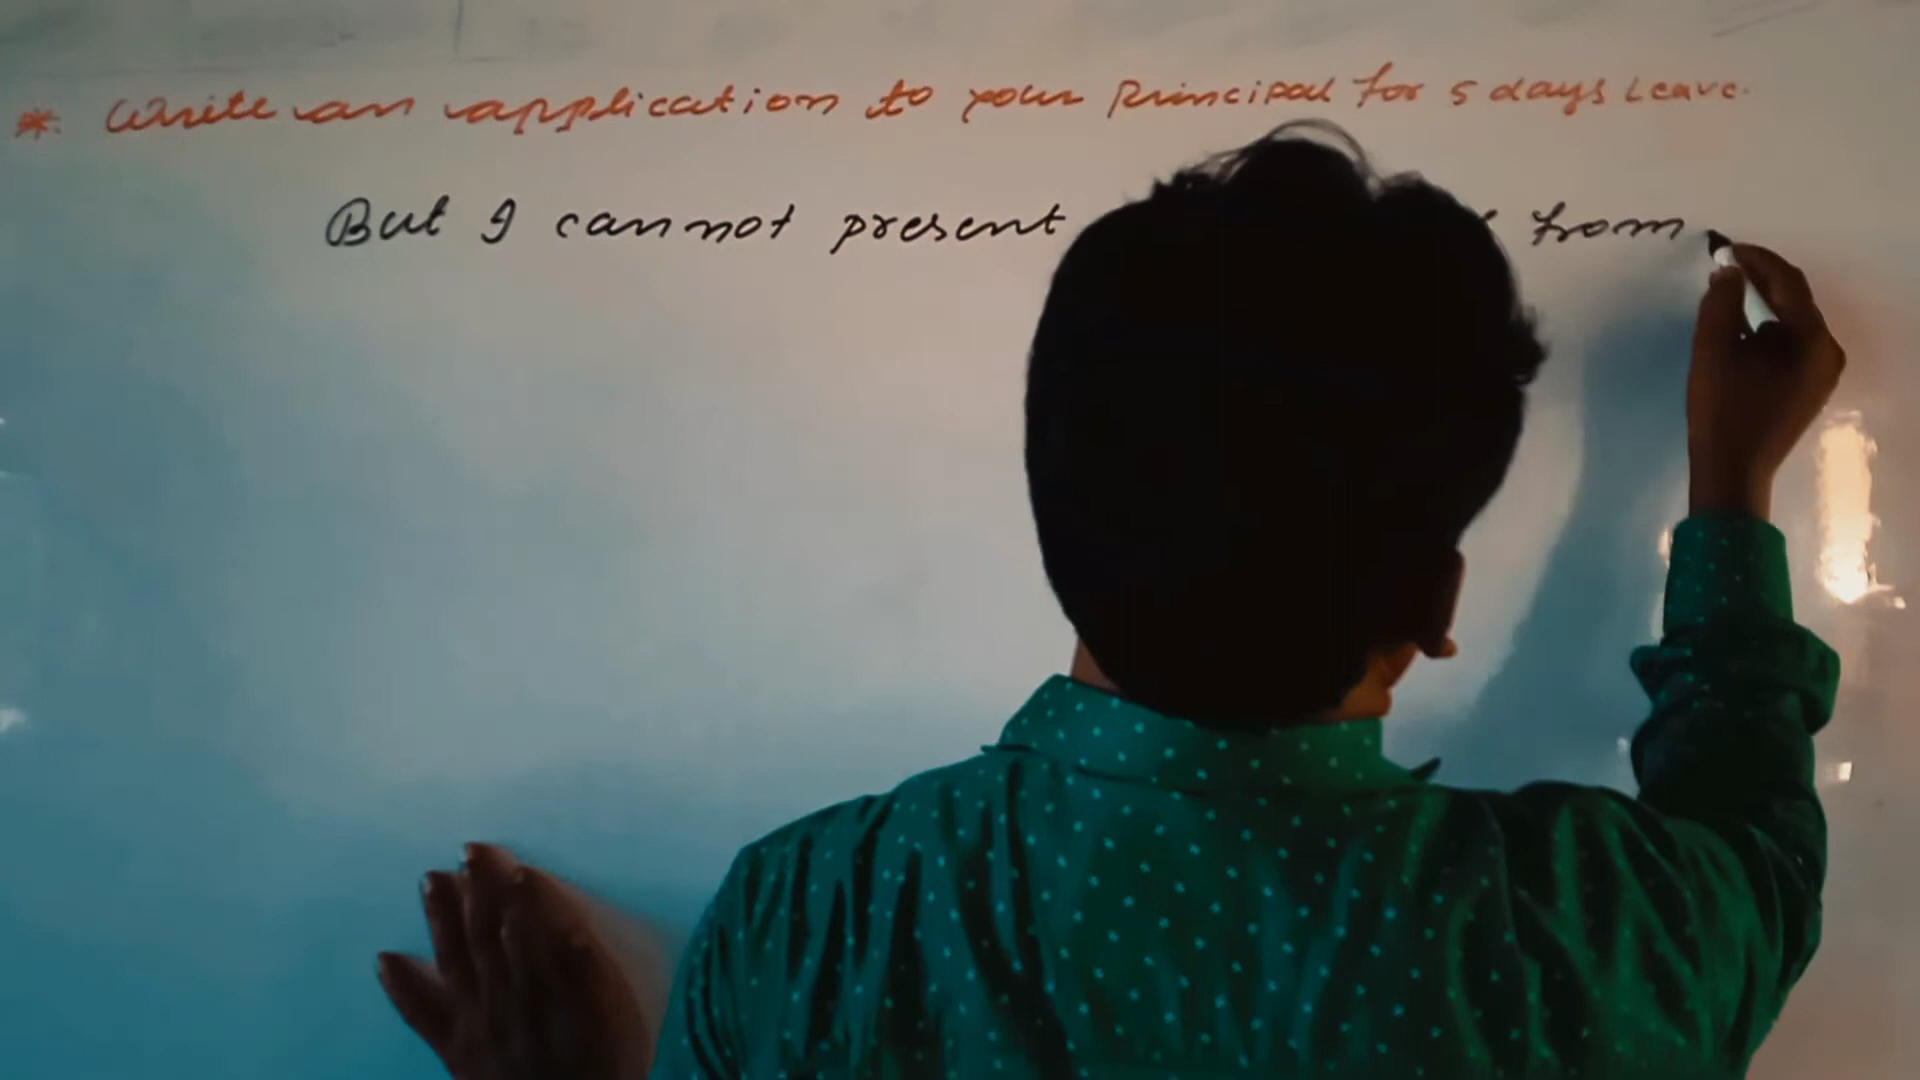 *. Write an application to your Principal for 5 days Leave.
But I cannot present from